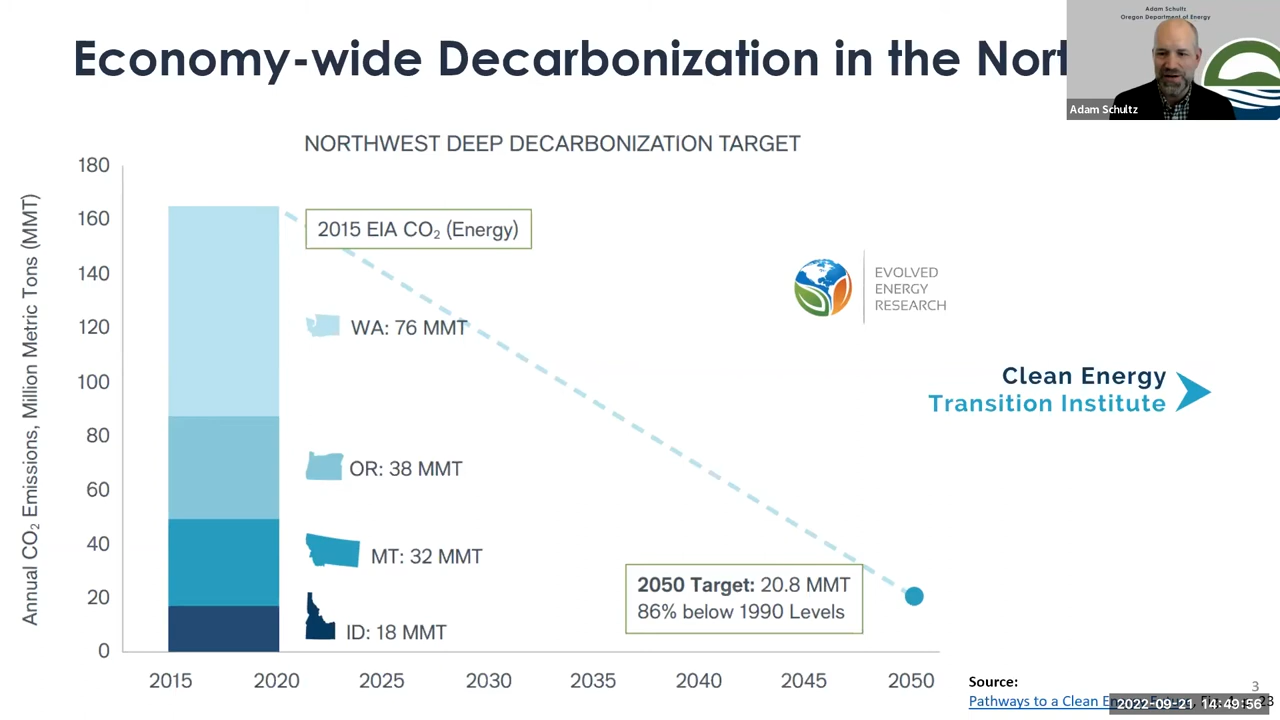 Adam Schultz
Oregon Department of Energy
Economy-wide Decarbonization in the Nort
Adam Schultz
NORTHWEST DEEP DECARBONIZATION TARGET
Annual CO₂ Emissions, Million Metric Tons (MMT)
180
160
140
120
100
80
60
40
20
0
2015 EIA CO₂ (Energy)
WA: 76 MMT
OR: 38 MMT
MT: 32 MMT
ID: 18 MMT
EVOLVED
ENERGY
RESEARCH
Clean Energy
Transition Institute
2050 Target: 20.8 MMT
86% below 1990 Levels
2015 2020 2025 2030 2035 2040 2045 2050
Source:
3
Pathways to a Clean
2022-09-21 14:49:56